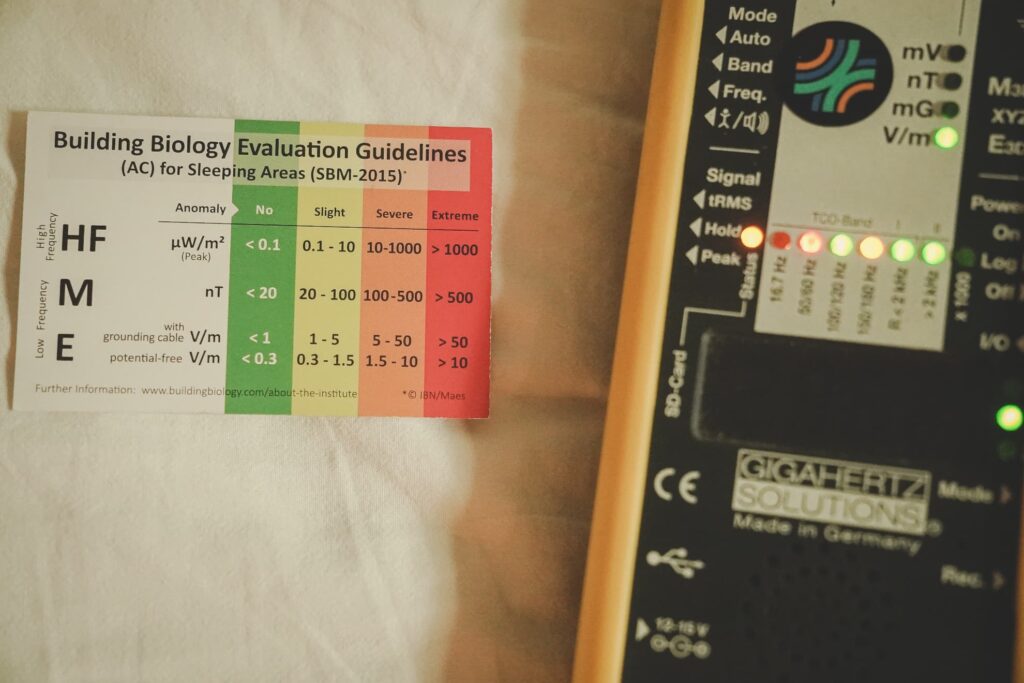 Building Biology Evaluation Guidelines
(AC) for Sleeping Areas (SBM-2015)*
Anomaly No Slight Severe Extreme
High Frequency
HF µW/m² < 0.1 0.1 - 10 10-1000 > 1000
(Peak)
Low Frequency
M nT < 20 20 - 100 100-500 > 500
E with
grounding cable V/m < 1 1 - 5 5 - 50 > 50
potential-free V/m < 0.3 0.3 - 1.5 1.5 - 10 > 10
Further Information: www.buildingbiology.com/about-the-institute *© IBN/Maes
Mode
Auto
Band
Freq.
Signal
tRMS
Hold
Peak
Status
mV
nT
mG
V/m
TCO-Band
16.7 Hz
50/60 Hz
100/120 Hz
150/180 Hz
R < 2 kHz
> 2 kHz
x 1000
XYZ
E3D
Power
On
Log
Off
I/O
SD-Card
GIGAHERTZ
SOLUTIONS
Made in Germany
CE
Mode
Rec.
12-15 V